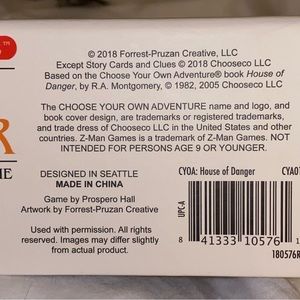 © 2018 Forrest-Pruzan Creative, LLC
Except Story Cards and Clues © 2018 Chooseco LLC
Based on the Choose Your Own Adventure® book House of
Danger, by R.A. Montgomery, © 1982, 2005 Chooseco LLC
The CHOOSE YOUR OWN ADVENTURE name and logo, and
book cover design, are trademarks or registered trademarks,
and trade dress of Chooseco LLC in the United States and other
countries. Z-Man Games is a trademark of Z-Man Games. NOT
INTENDED FOR PERSONS AGE 9 OR YOUNGER.
TM
R
ME
DESIGNED IN SEATTLE
MADE IN CHINA
Game by Prospero Hall
Artwork by Forrest-Pruzan Creative
Used with permission. All rights
reserved. Images may differ slightly
from actual product.
CYOA: House of Danger
CYA01
UPC-A
8 41333 10576 1
180576R